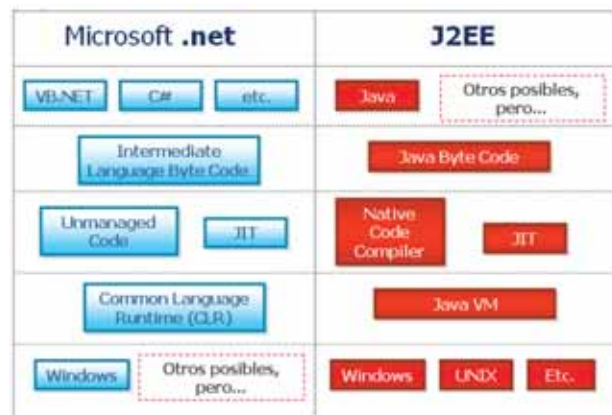 Microsoft .net
J2EE
VB.NET
C#
etc.
Java
Otros posibles,
pero...
Intermediate
Language Byte Code
Java Byte Code
Unmanaged
Code
JIT
Native
Code
Compiler
JIT
Common Language
Runtime (CLR)
Java VM
Windows
Otros posibles,
pero...
Windows
UNIX
Etc.